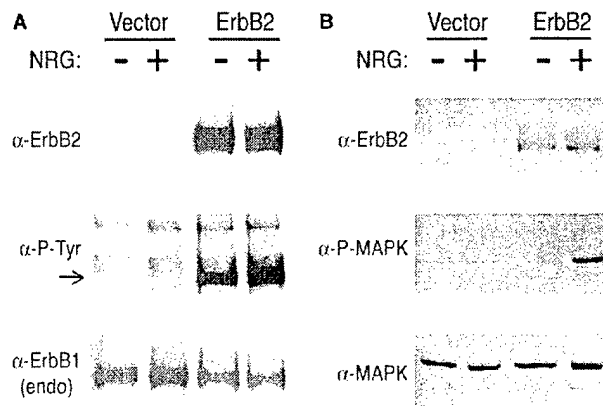 A Vector ErbB2
NRG: - + - +
α-ErbB2
α-P-Tyr
α-ErbB1
(endo)
B Vector ErbB2
NRG: - + - +
α-ErbB2
α-P-MAPK
α-MAPK